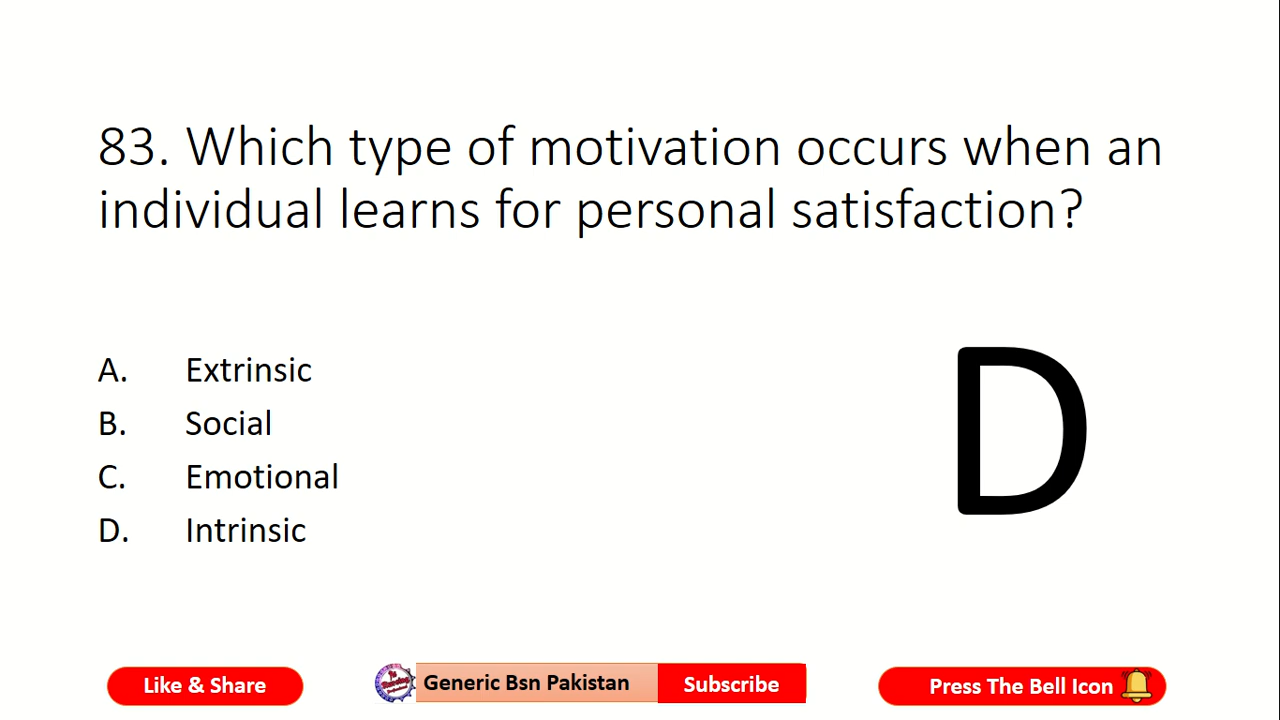 83. Which type of motivation occurs when an
individual learns for personal satisfaction?
A. Extrinsic
B. Social
C. Emotional
D. Intrinsic
D
Like & Share
Generic Bsn Pakistan
Subscribe
Press The Bell Icon